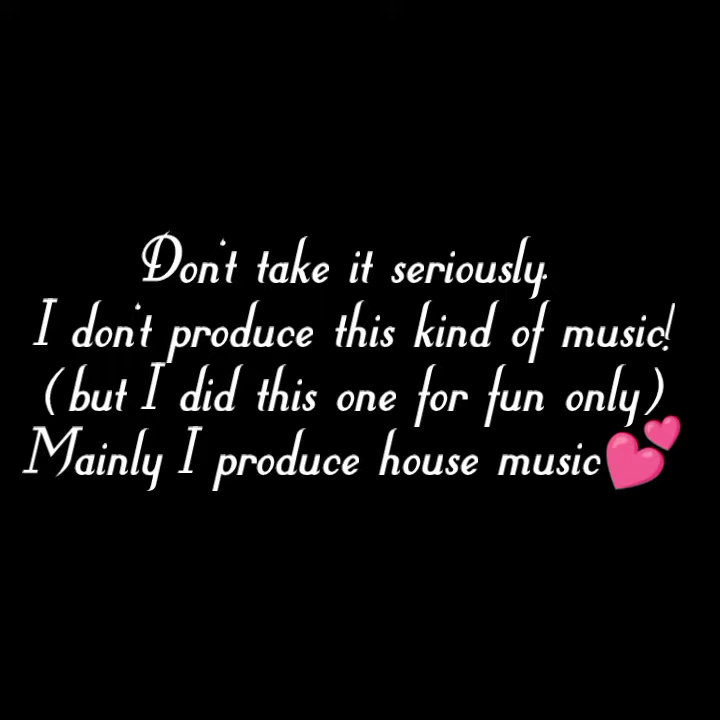 Don't take it seriously.
I don't produce this kind of music!
(but I did this one for fun only)
Mainly I produce house music💕